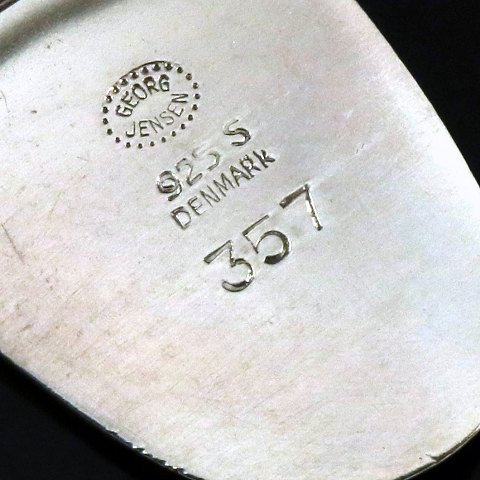 GEORG
JENSEN
925 S
DENMARK
357